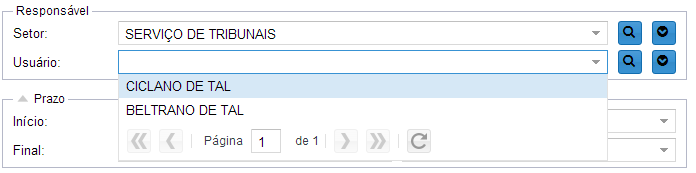 Responsável
Setor: SERVIÇO DE TRIBUNAIS
Usuário:
CICLANO DE TAL
BELTRANO DE TAL
Prazo
Início:
Página 1 de 1
Final: